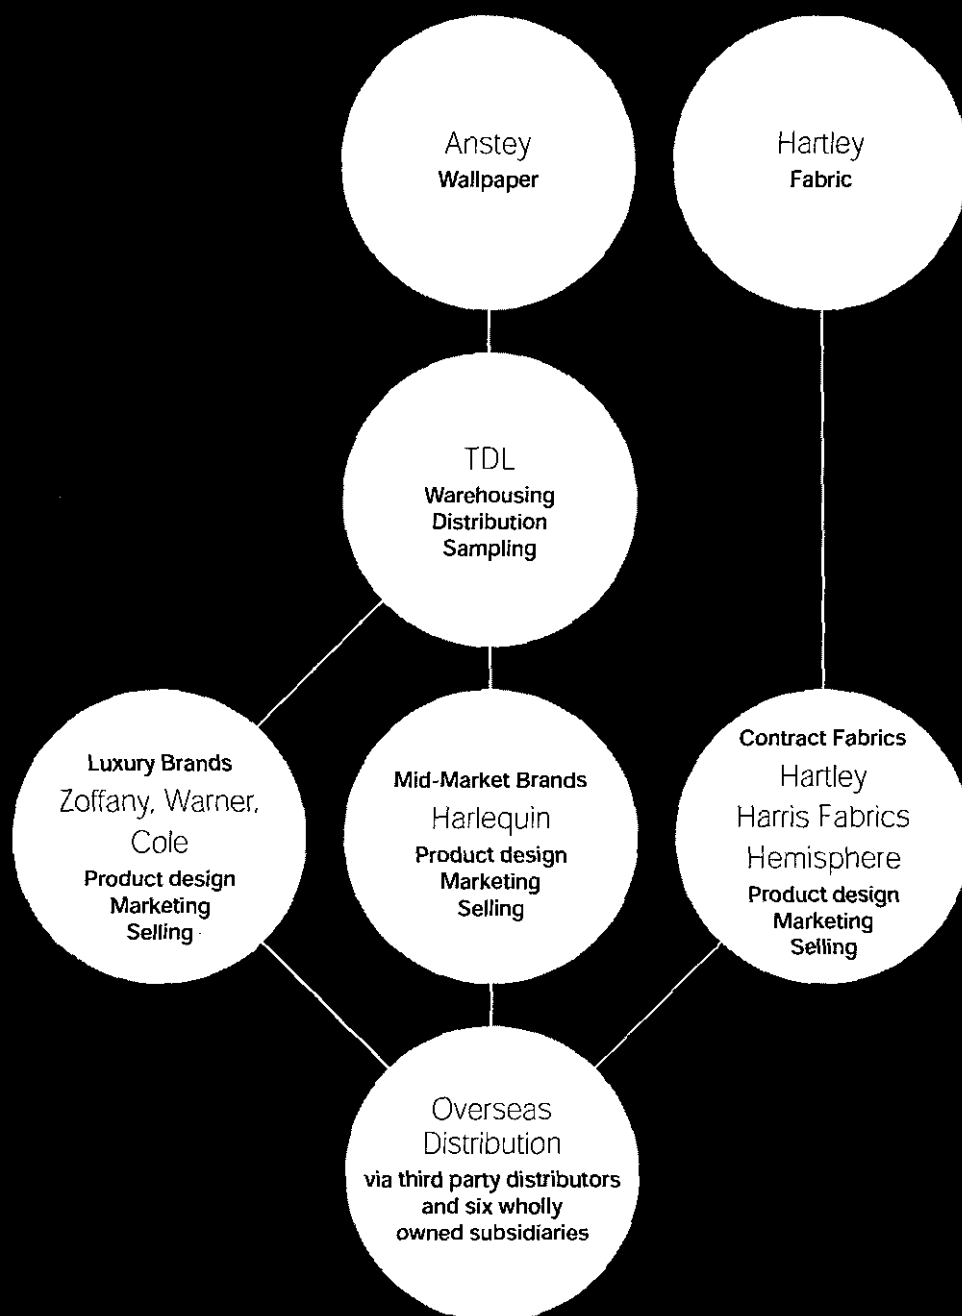 Anstey
Wallpaper
Hartley
Fabric
TDL
Warehousing
Distribution
Sampling
Luxury Brands
Zoffany, Warner,
Cole
Product design
Marketing
Selling
Mid-Market Brands
Harlequin
Product design
Marketing
Selling
Contract Fabrics
Hartley
Harris Fabrics
Hemisphere
Product design
Marketing
Selling
Overseas
Distribution
via third party distributors
and six wholly
owned subsidiaries